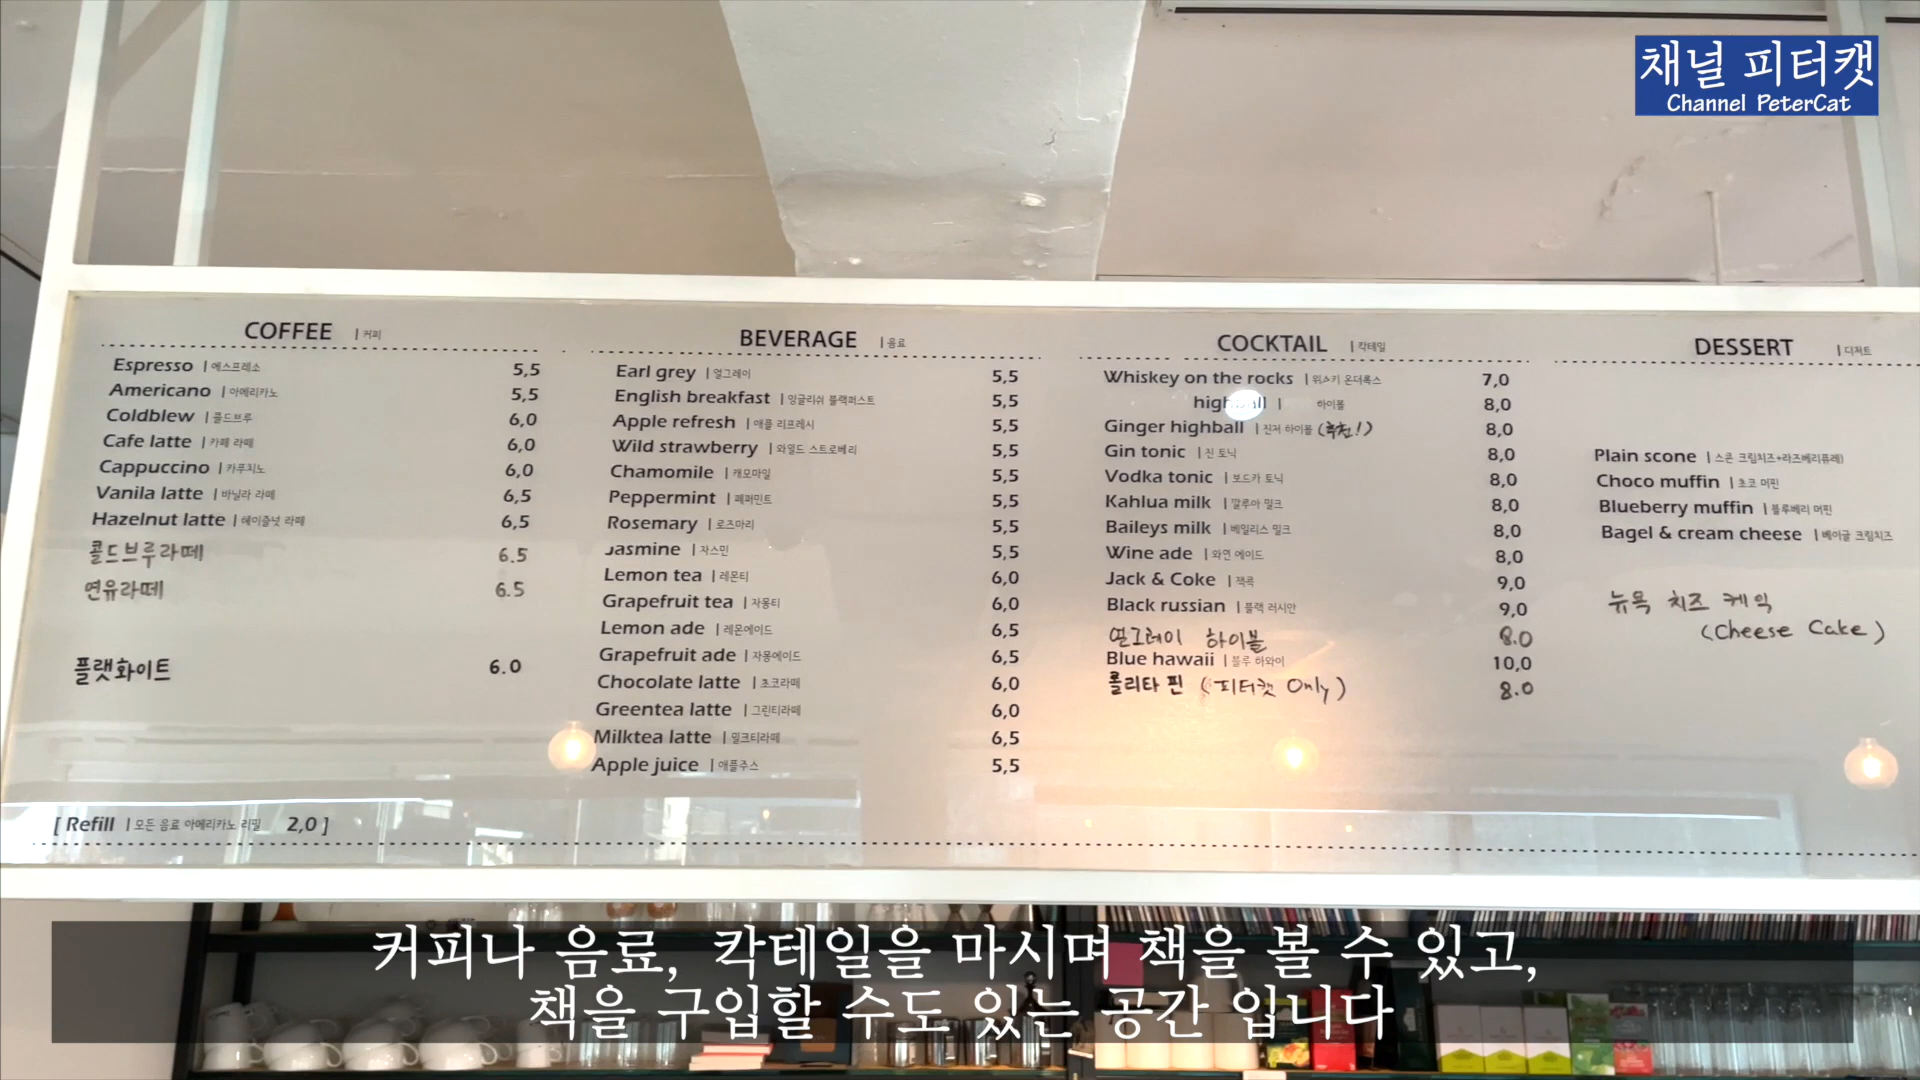 채널 피터캣
Channel PeterCat
COFFEE | 커피
Espresso | 에스프레소 5,5
Americano | 아메리카노 5,5
Coldblew | 콜드브루 6,0
Cafe latte | 카페 라떼 6,0
Cappuccino | 카푸치노 6,0
Vanila latte | 바닐라 라떼 6,5
Hazelnut latte | 헤이즐넛 라떼 6,5
콜드브루라떼 6.5
연유라떼 6.5
플랫화이트 6.0
[ Refill | 모든 음료 아메리카노 리필 2,0 ]
BEVERAGE | 음료
Earl grey | 얼그레이 5,5
English breakfast | 잉글리쉬 블랙퍼스트 5,5
Apple refresh | 애플 리프레시 5,5
Wild strawberry | 와일드 스트로베리 5,5
Chamomile | 캐모마일 5,5
Peppermint | 페퍼민트 5,5
Rosemary | 로즈마리 5,5
Jasmine | 자스민 5,5
Lemon tea | 레몬티 6,0
Grapefruit tea | 자몽티 6,0
Lemon ade | 레몬에이드 6,5
Grapefruit ade | 자몽에이드 6,5
Chocolate latte | 초코라떼 6,0
Greentea latte | 그린티라떼 6,0
Milktea latte | 밀크티라떼 6,5
Apple juice | 애플주스 5,5
COCKTAIL | 칵테일
Whiskey on the rocks | 위스키 온더록스 7,0
highball | 하이볼 8,0
Ginger highball | 진저 하이볼 (추천!) 8,0
Gin tonic | 진 토닉 8,0
Vodka tonic | 보드카 토닉 8,0
Kahlua milk | 깔루아 밀크 8,0
Baileys milk | 베일리스 밀크 8,0
Wine ade | 와인 에이드 8,0
Jack & Coke | 잭콕 9,0
Black russian | 블랙 러시안 9,0
얼그레이 하이볼 8.0
Blue hawaii | 블루 하와이 10,0
롤리타 핀 (피터캣 Only) 8.0
DESSERT | 디저트
Plain scone | 스콘 크림치즈+라즈베리퓨레)
Choco muffin | 초코 머핀
Blueberry muffin | 블루베리 머핀
Bagel & cream cheese | 베이글 크림치즈
뉴욕 치즈 케익
(Cheese Cake)
커피나 음료, 칵테일을 마시며 책을 볼 수 있고,
책을 구입할 수도 있는 공간 입니다